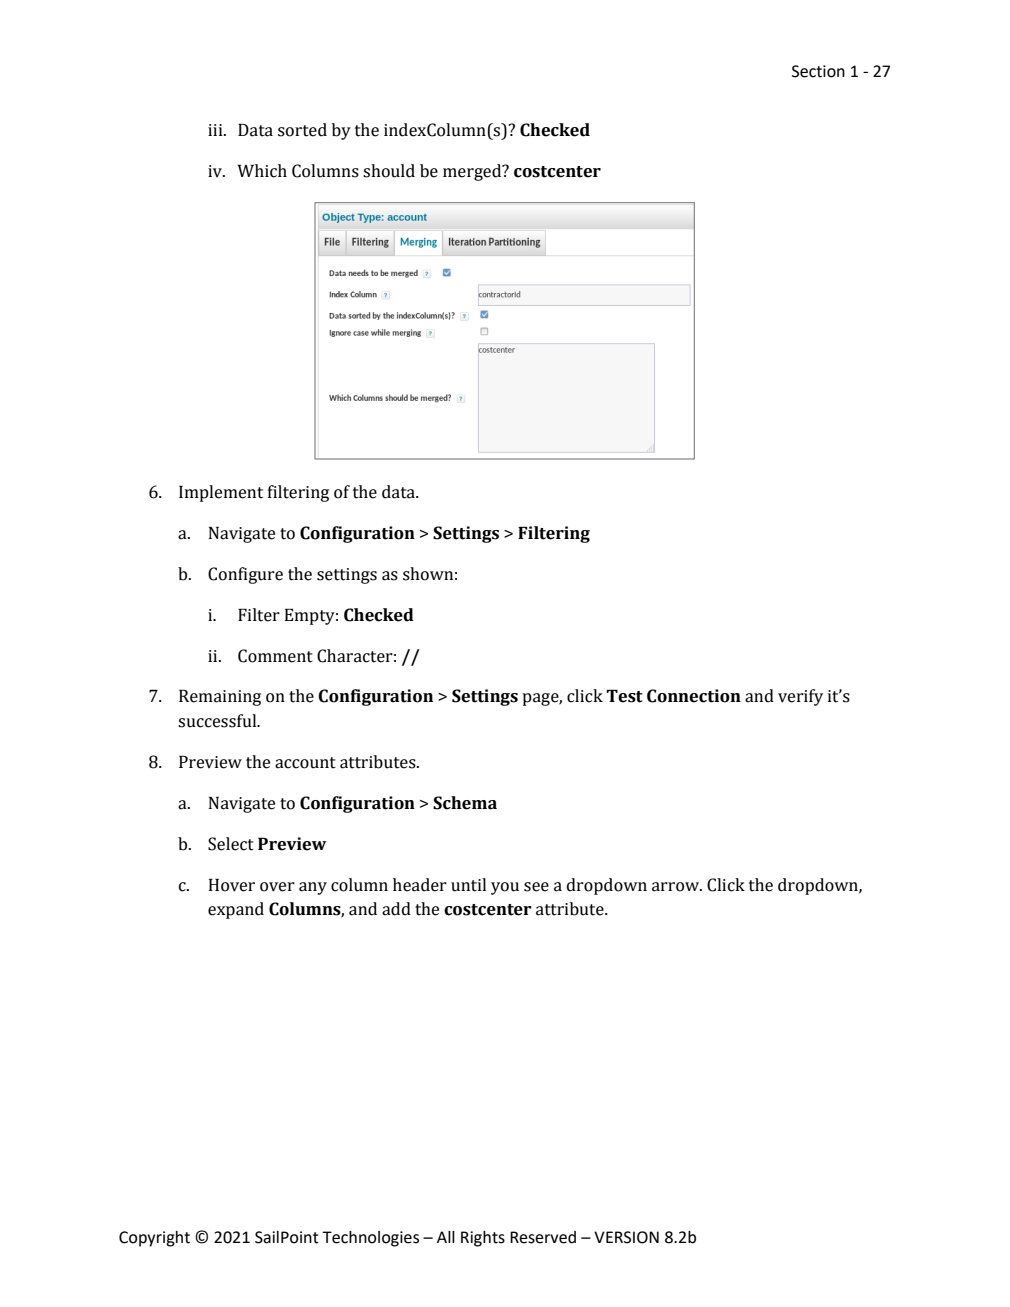 Section 1 - 27
iii. Data sorted by the indexColumn(s)? Checked
iv. Which Columns should be merged? costcenter
Object Type: account
File Filtering Merging Iteration Partitioning
Data needs to be merged ?
Index Column ? contractorId
Data sorted by the indexColumn(s)? ?
Ignore case while merging ?
costcenter
Which Columns should be merged? ?
6. Implement filtering of the data.
a. Navigate to Configuration > Settings > Filtering
b. Configure the settings as shown:
i. Filter Empty: Checked
ii. Comment Character: //
7. Remaining on the Configuration > Settings page, click Test Connection and verify it’s
successful.
8. Preview the account attributes.
a. Navigate to Configuration > Schema
b. Select Preview
c. Hover over any column header until you see a dropdown arrow. Click the dropdown,
expand Columns, and add the costcenter attribute.
Copyright © 2021 SailPoint Technologies – All Rights Reserved – VERSION 8.2b